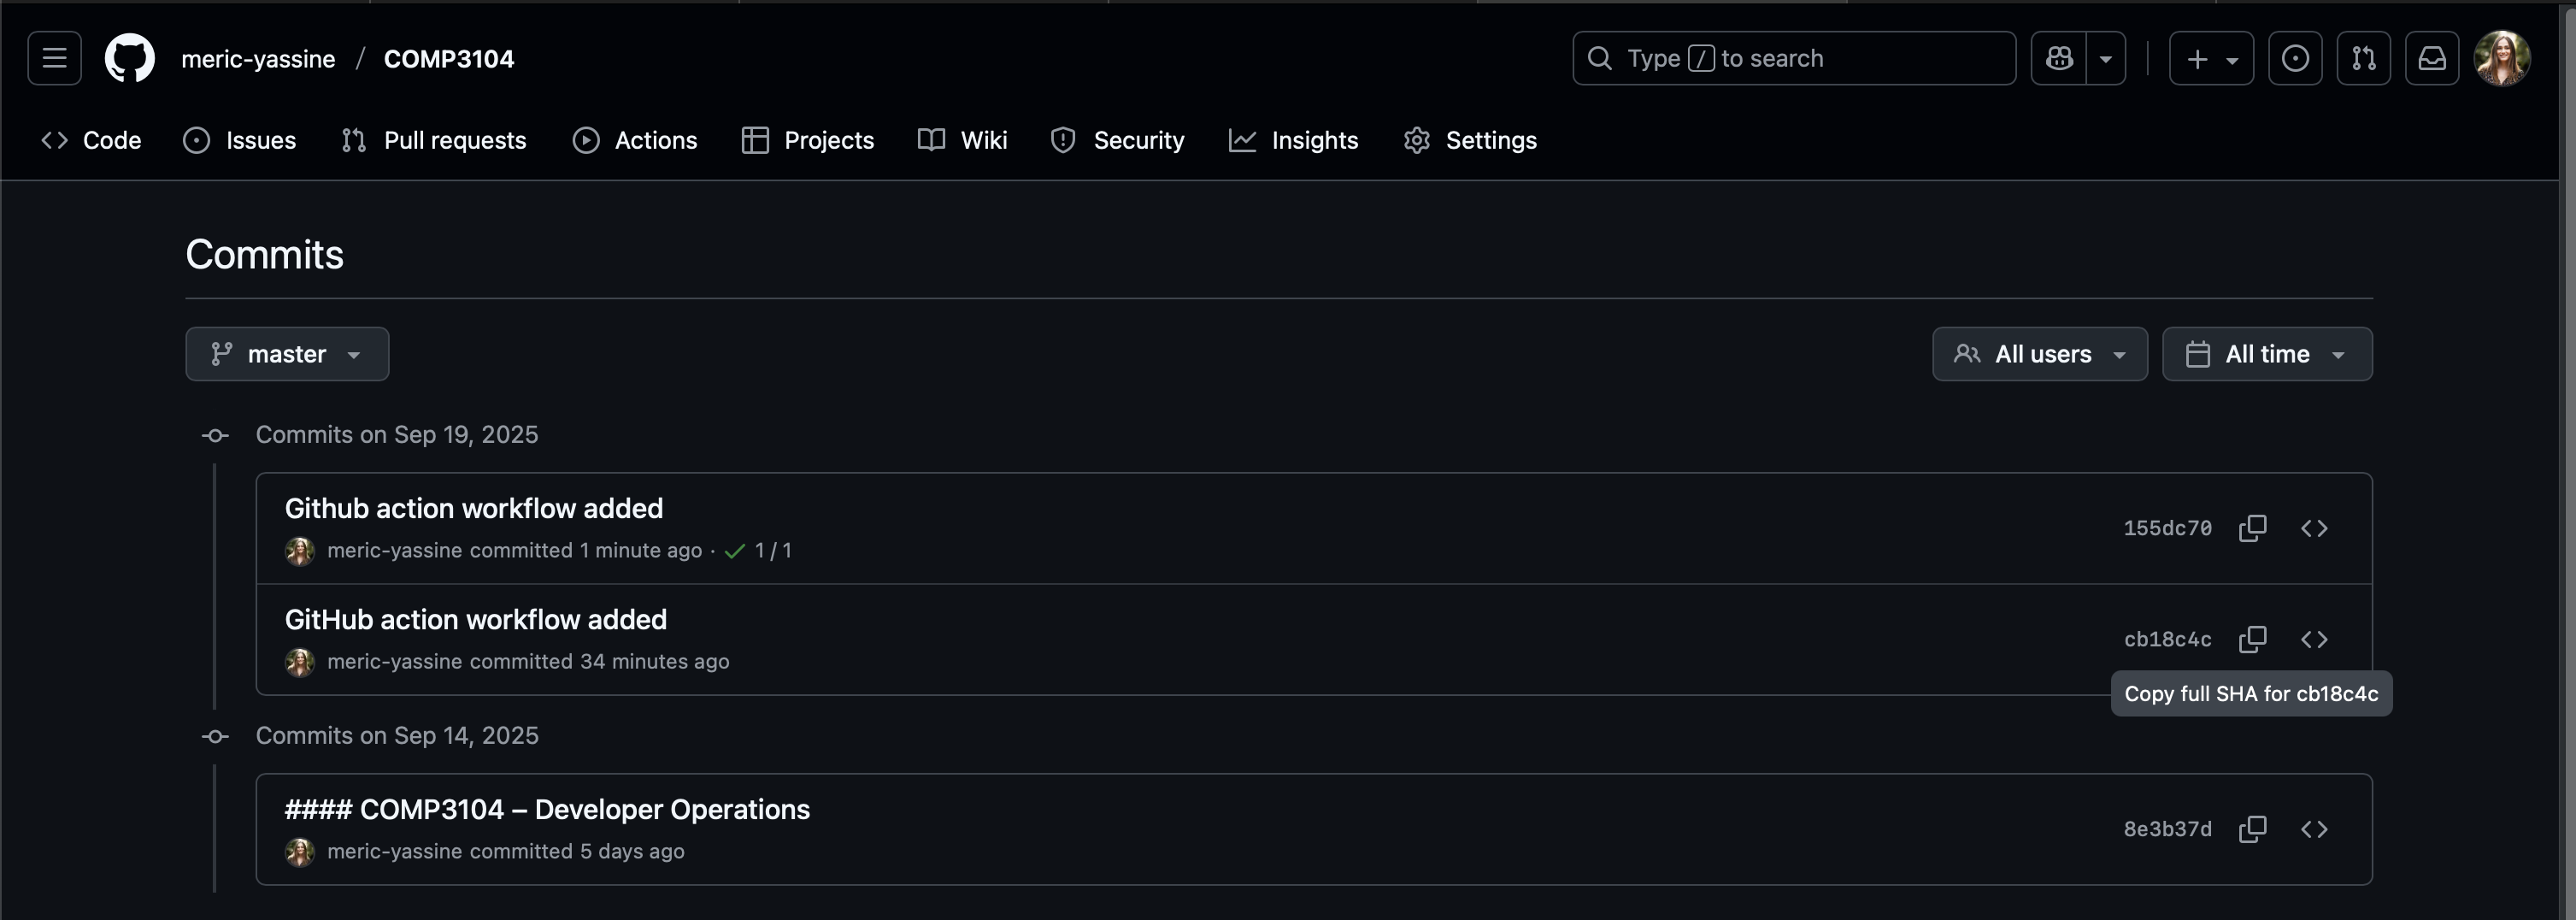 meric-yassine / COMP3104
Type / to search
Code Issues Pull requests Actions Projects Wiki Security Insights Settings
Commits
master
All users All time
Commits on Sep 19, 2025
Github action workflow added
meric-yassine committed 1 minute ago · 1 / 1
155dc70
GitHub action workflow added
meric-yassine committed 34 minutes ago
cb18c4c
Copy full SHA for cb18c4c
Commits on Sep 14, 2025
#### COMP3104 – Developer Operations
meric-yassine committed 5 days ago
8e3b37d